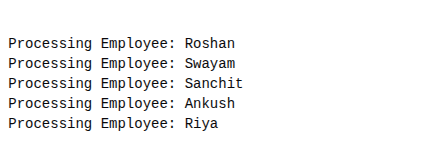 Processing Employee: Roshan
Processing Employee: Swayam
Processing Employee: Sanchit
Processing Employee: Ankush
Processing Employee: Riya